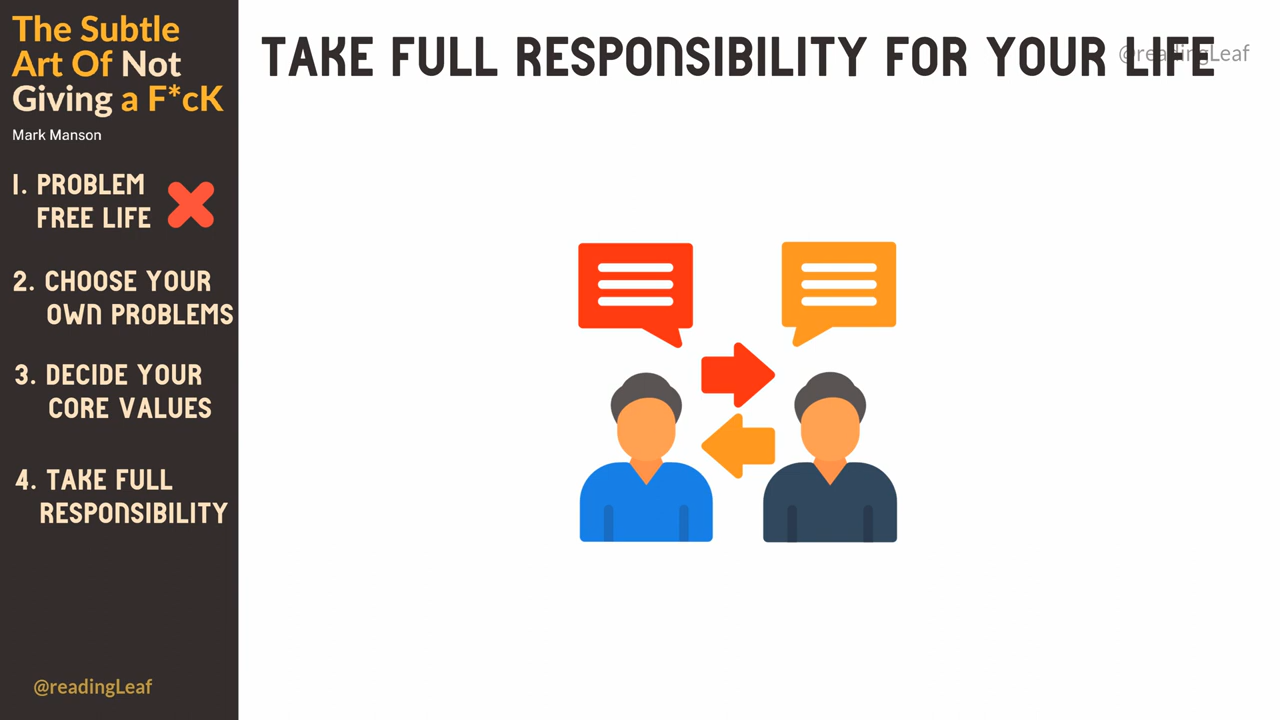 The Subtle
Art Of Not
Giving a F*cK
Mark Manson
1. PROBLEM
FREE LIFE
2. CHOOSE YOUR
OWN PROBLEMS
3. DECIDE YOUR
CORE VALUES
4. TAKE FULL
RESPONSIBILITY
@readingLeaf
TAKE FULL RESPONSIBILITY FOR YOUR LIFE
@readingLeaf